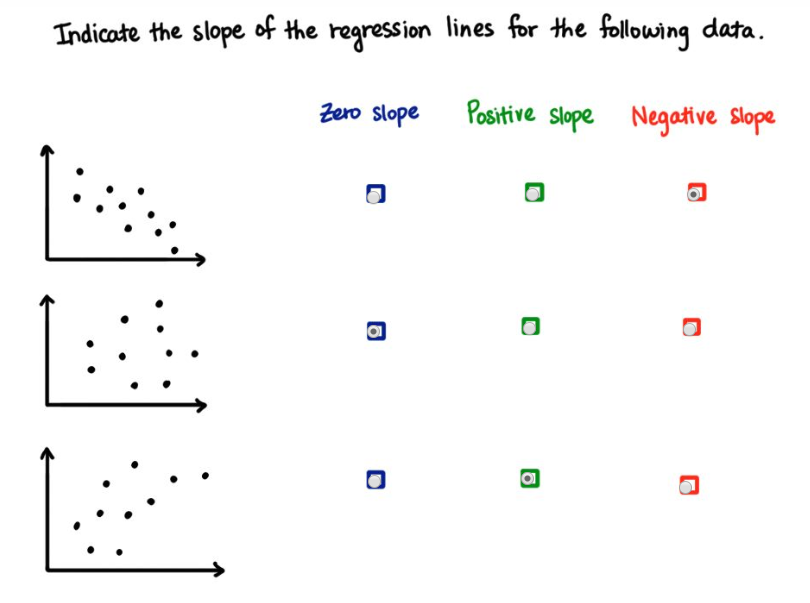 Indicate the slope of the regression lines for the following data.
Zero slope Positive slope Negative slope